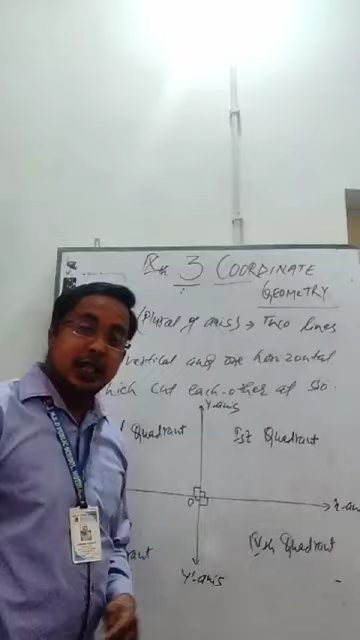 Ch 3 COORDINATE
GEOMETRY
(Plural of axis) → Two lines
vertical and one horizontal
which cut each-other at 90.
Y-axis
Quadrant
Ist Quadrant
O
X-axis
IVth Quadrant
Y'-axis